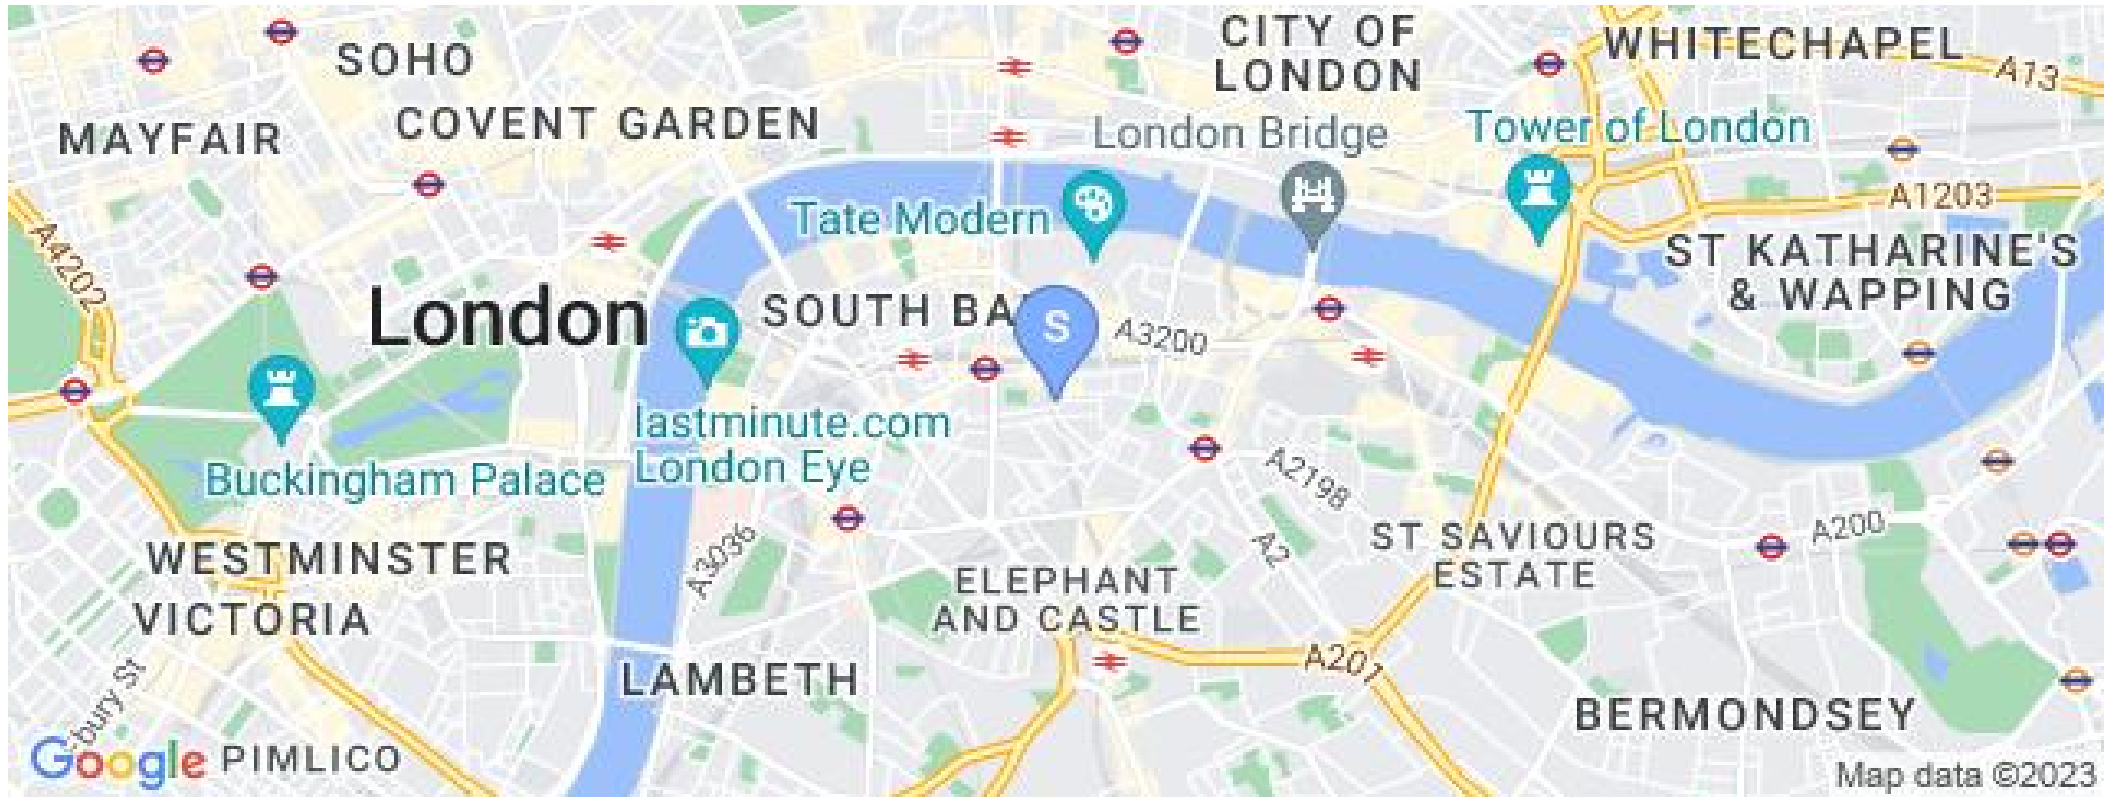 SOHO
CITY OF
LONDON
WHITECHAPEL
A13
MAYFAIR
COVENT GARDEN
London Bridge
Tower of London
A4202
Tate Modern
A1203
ST KATHARINE'S
& WAPPING
London
SOUTH BA
S
A3200
lastminute.com
London Eye
Buckingham Palace
A2198
A3036
A2
ST SAVIOURS
ESTATE
A200
WESTMINSTER
VICTORIA
ELEPHANT
AND CASTLE
A201
LAMBETH
BERMONDSEY
-bury St
Google
PIMLICO
Map data ©2023